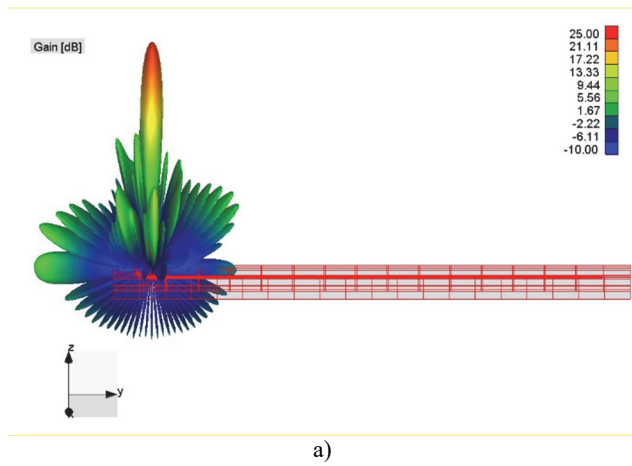 Gain [dB]
25.00
21.11
17.22
13.33
9.44
5.56
1.67
-2.22
-6.11
-10.00
z
y
a)